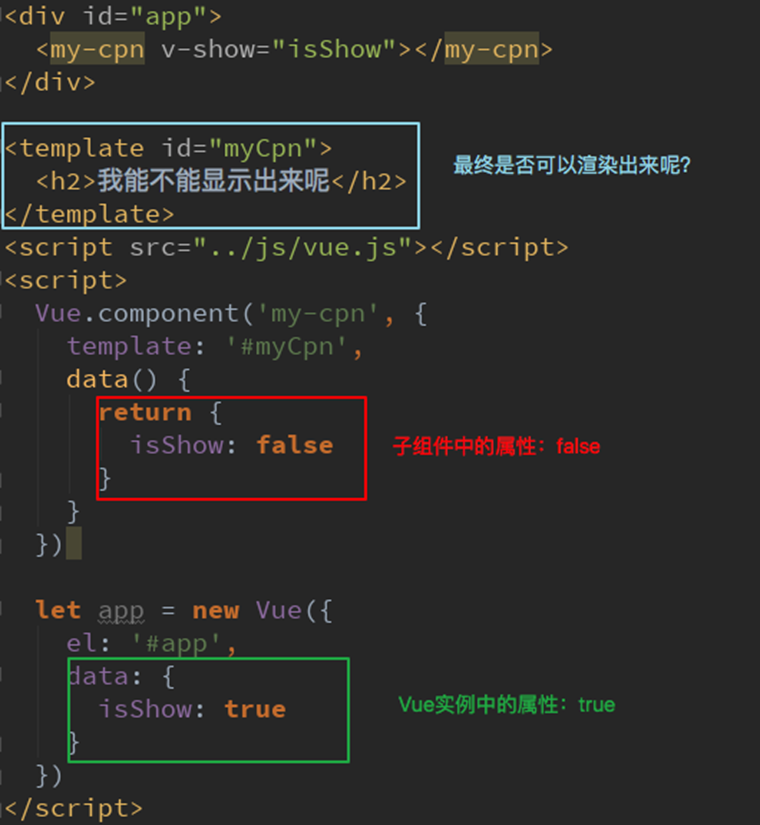 <div id="app">
  <my-cpn v-show="isShow"></my-cpn>
</div>
<template id="myCpn">
最终是否可以渲染出来呢?
  <h2>我能不能显示出来呢</h2>
</template>
<script src="../js/vue.js"></script>
<script>
  Vue.component('my-cpn', {
    template: '#myCpn',
    data() {
      return {
        isShow: false
子组件中的属性：false
      }
    }
  })
  let app = new Vue({
    el: '#app',
    data: {
      isShow: true
Vue实例中的属性：true
    }
  })
</script>